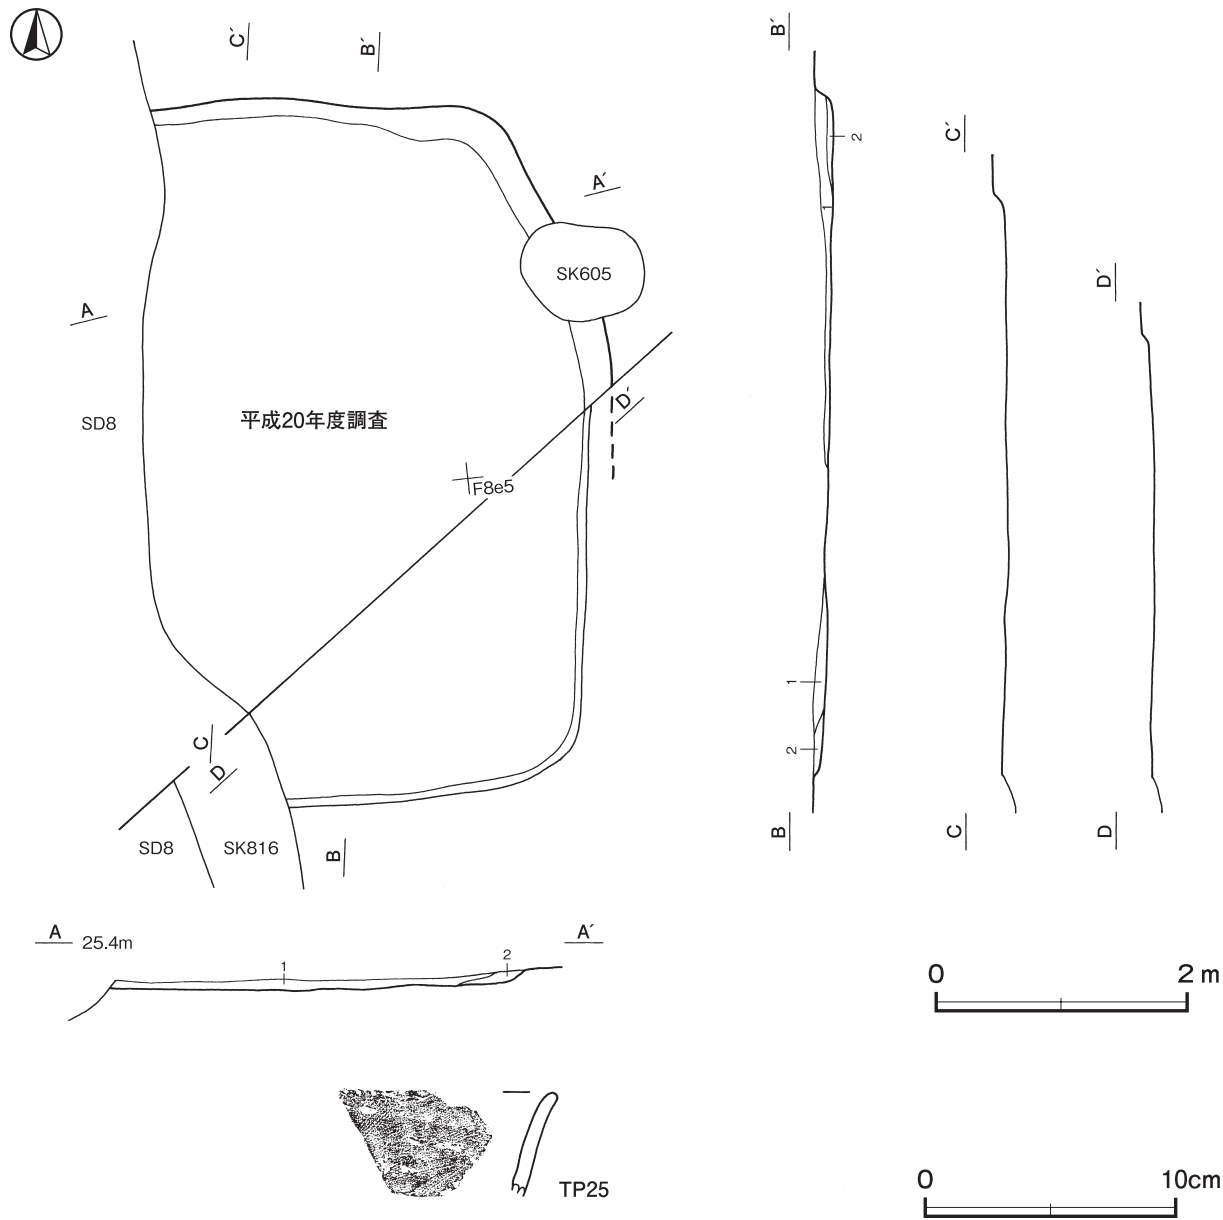 C´
B´
A´
SK605
A
SD8
平成20年度調査
D´
F8e5
C
D
SD8
SK816
B
B´
2
1
1
2
B
C´
C
D´
D
A 25.4m
1
2
A´
0 2 m
TP25
0 10cm